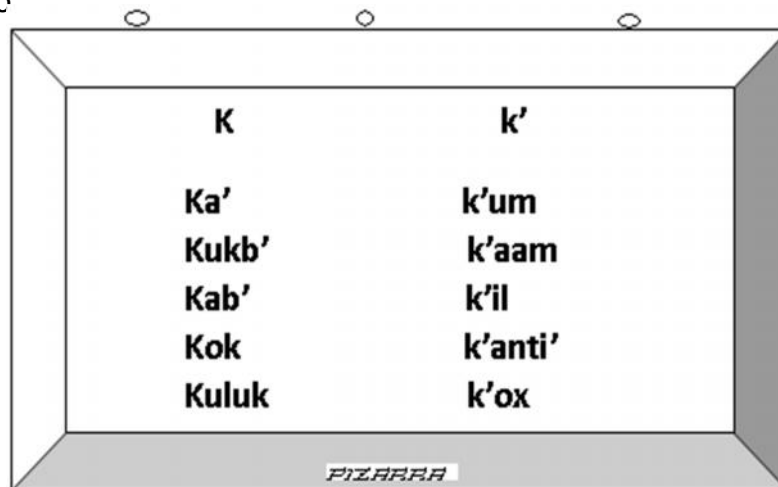 K k’
Ka’ k’um
Kukb’ k’aam
Kab’ k’il
Kok k’anti’
Kuluk k’ox
PIZARRA